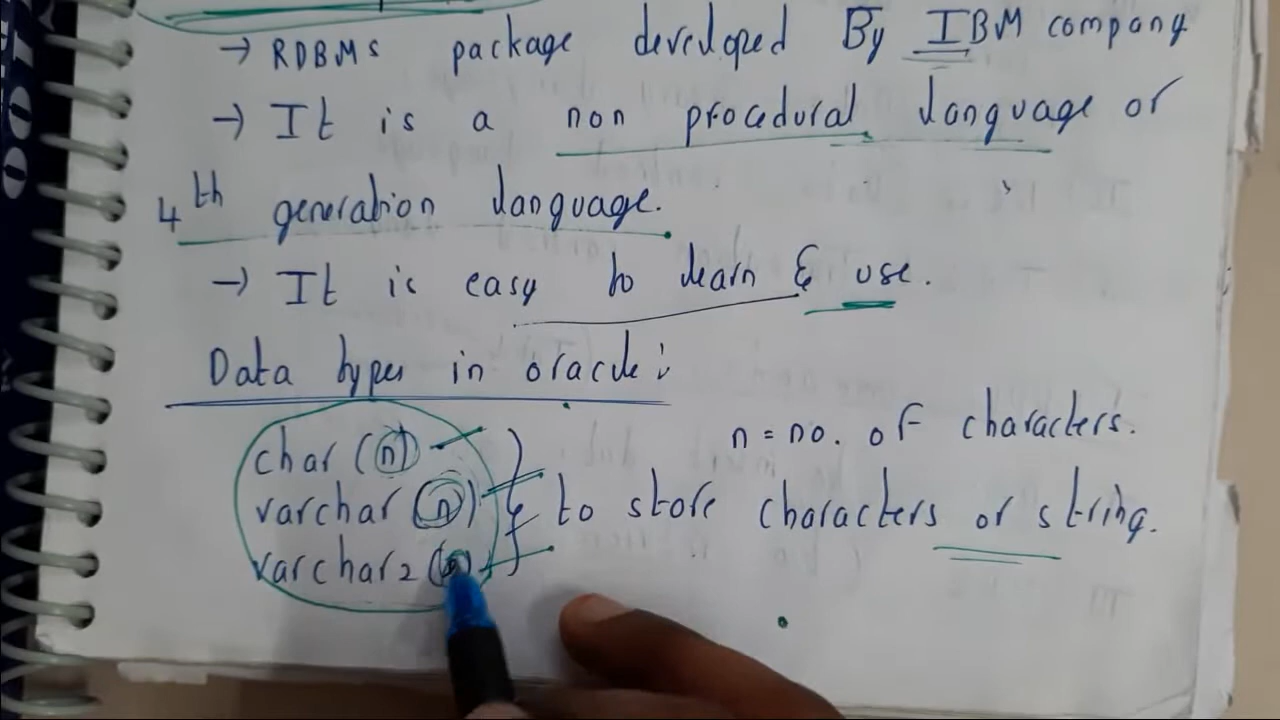 → RDBMS package developed By IBM company
→ It is a non procedural language or
4th generation language.
→ It is easy to learn & use.
Data types in oracle:
char (n)
n = no. of characters.
varchar (n)
to store characters or string.
varchar2 (n)